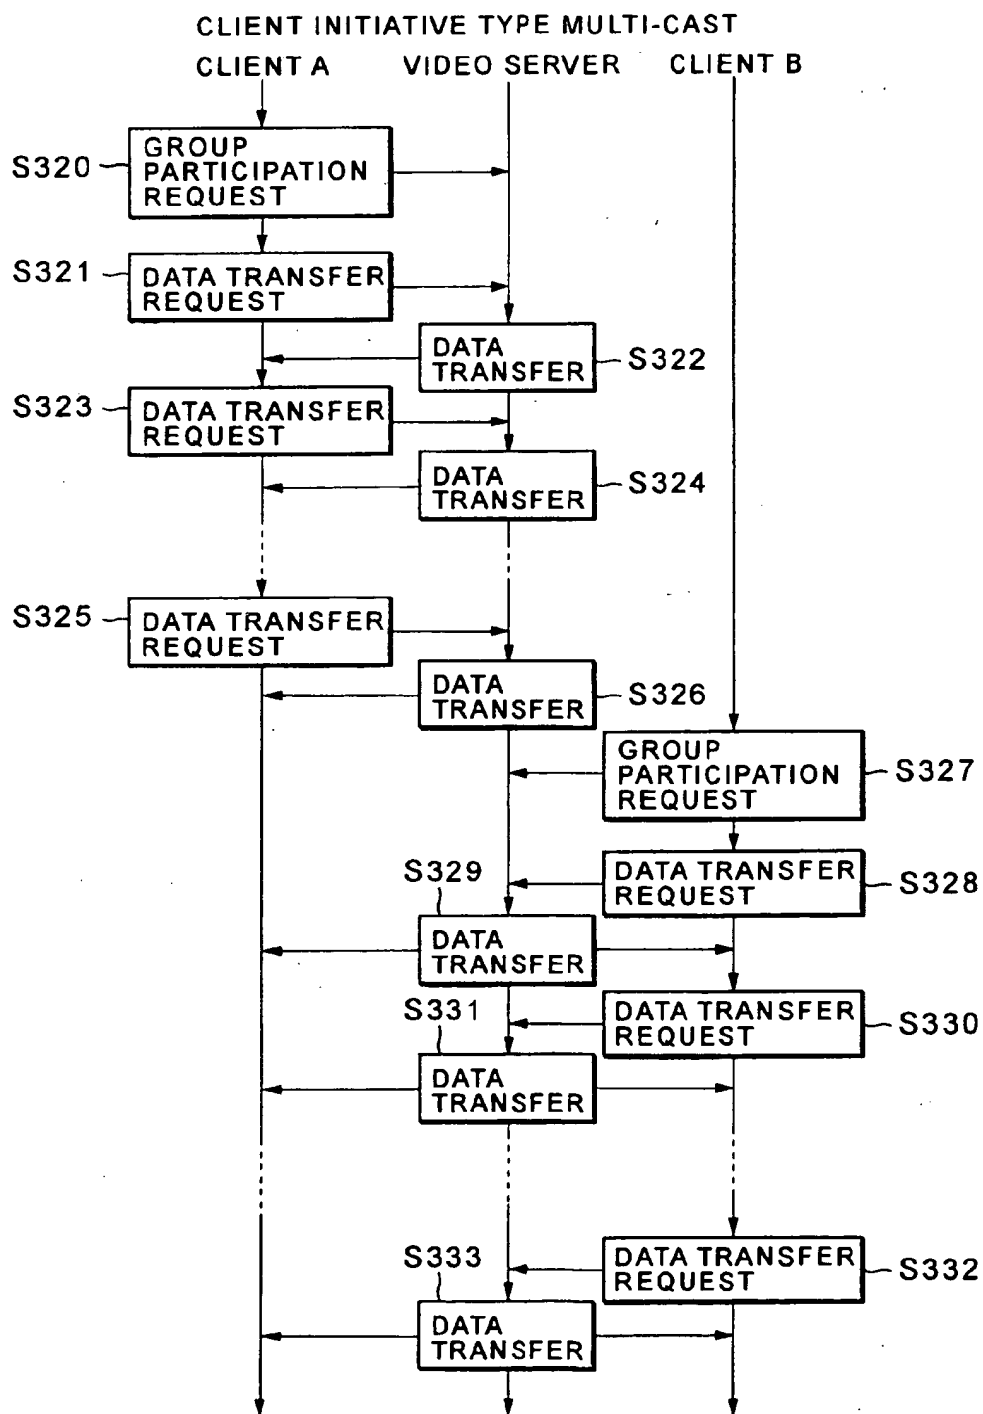 CLIENT INITIATIVE TYPE MULTI-CAST
CLIENT A VIDEO SERVER CLIENT B
S320
GROUP
PARTICIPATION
REQUEST
S321
DATA TRANSFER
REQUEST
DATA
TRANSFER
S322
S323
DATA TRANSFER
REQUEST
DATA
TRANSFER
S324
S325
DATA TRANSFER
REQUEST
DATA
TRANSFER
S326
GROUP
PARTICIPATION
REQUEST
S327
DATA TRANSFER
REQUEST
S328
S329
DATA
TRANSFER
DATA TRANSFER
REQUEST
S330
S331
DATA
TRANSFER
DATA TRANSFER
REQUEST
S332
S333
DATA
TRANSFER